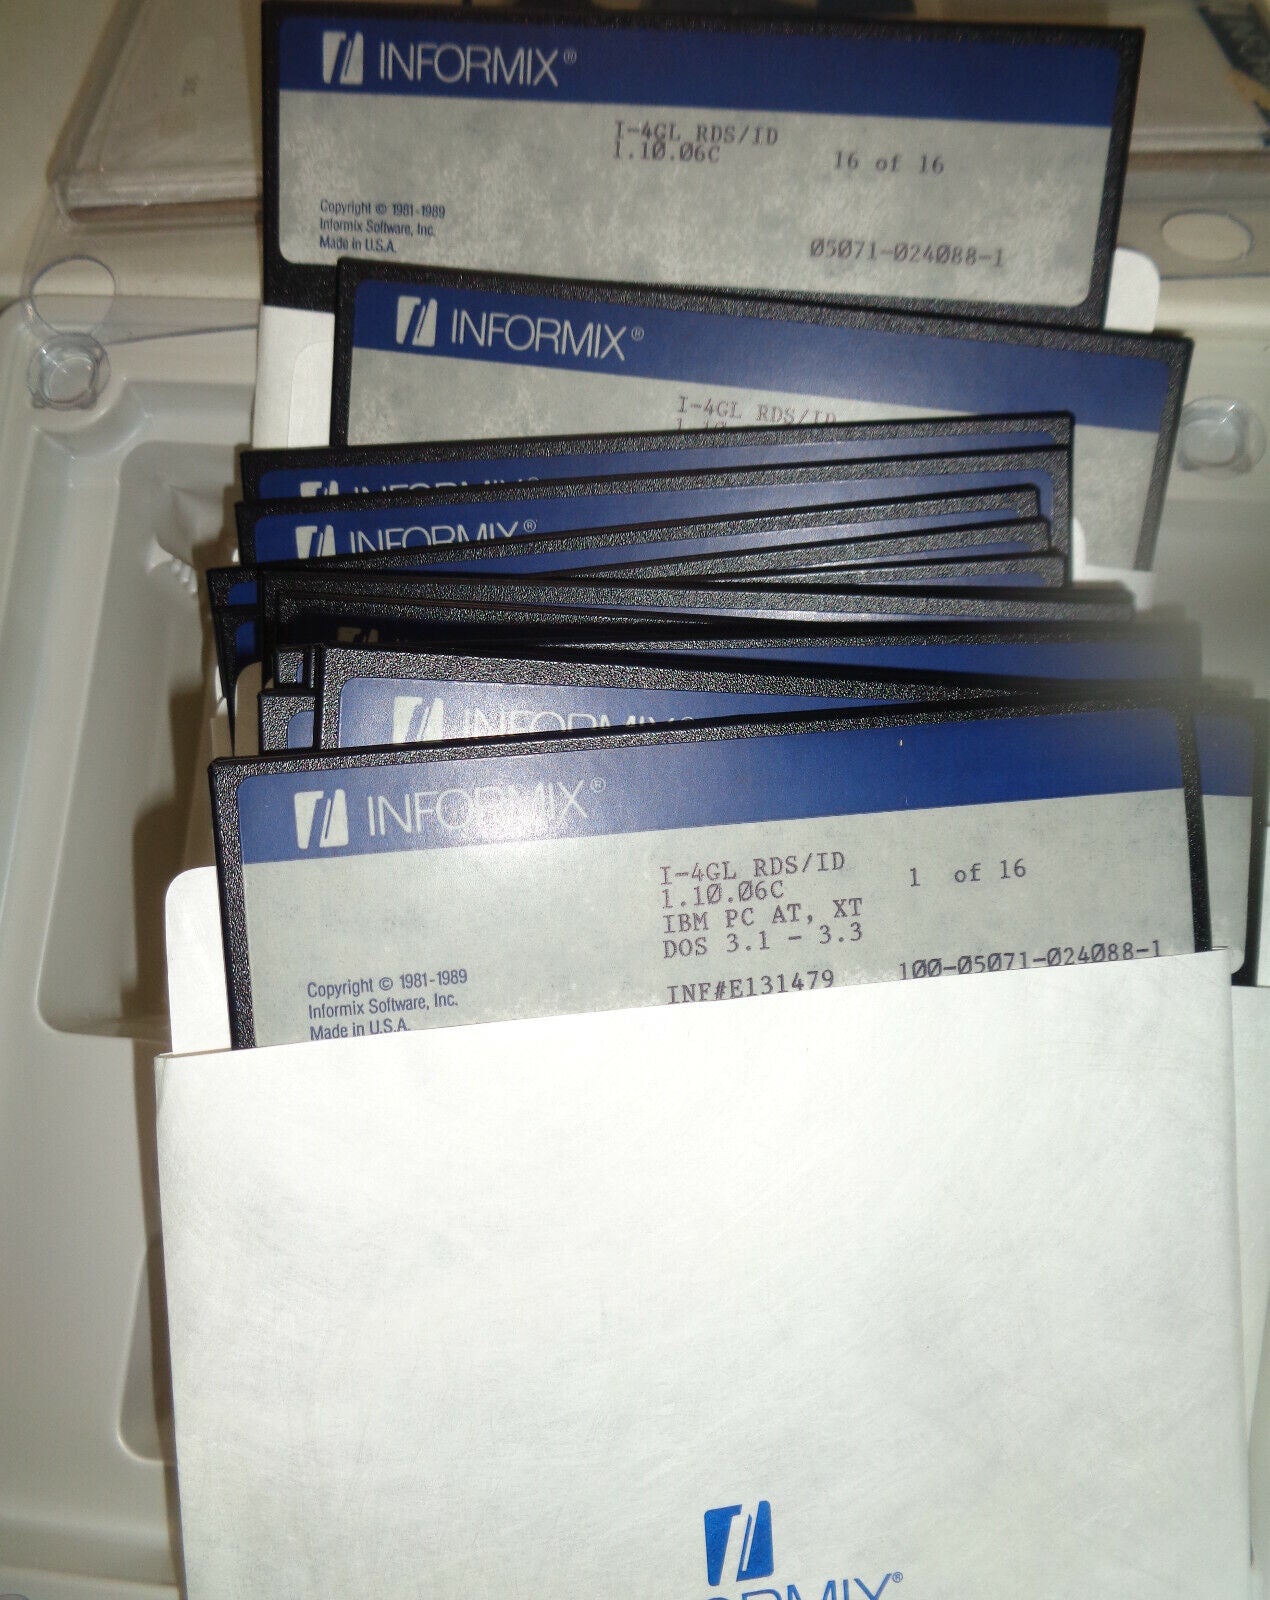 INFORMIX®
I-4GL RDS/ID
1.10.06C 16 of 16
Copyright © 1981-1989
Informix Software, Inc.
Made in U.S.A.
05071-024088-1
INFORMIX®
I-4GL RDS/ID
INFORMIX®
INFORMIX®
INFORMIX
INFORMIX®
I-4GL RDS/ID
1.10.06C 1 of 16
IBM PC AT, XT
DOS 3.1 - 3.3
INF#E131479 100-05071-024088-1
Copyright © 1981-1989
Informix Software, Inc.
Made in U.S.A.
INFORMIX®